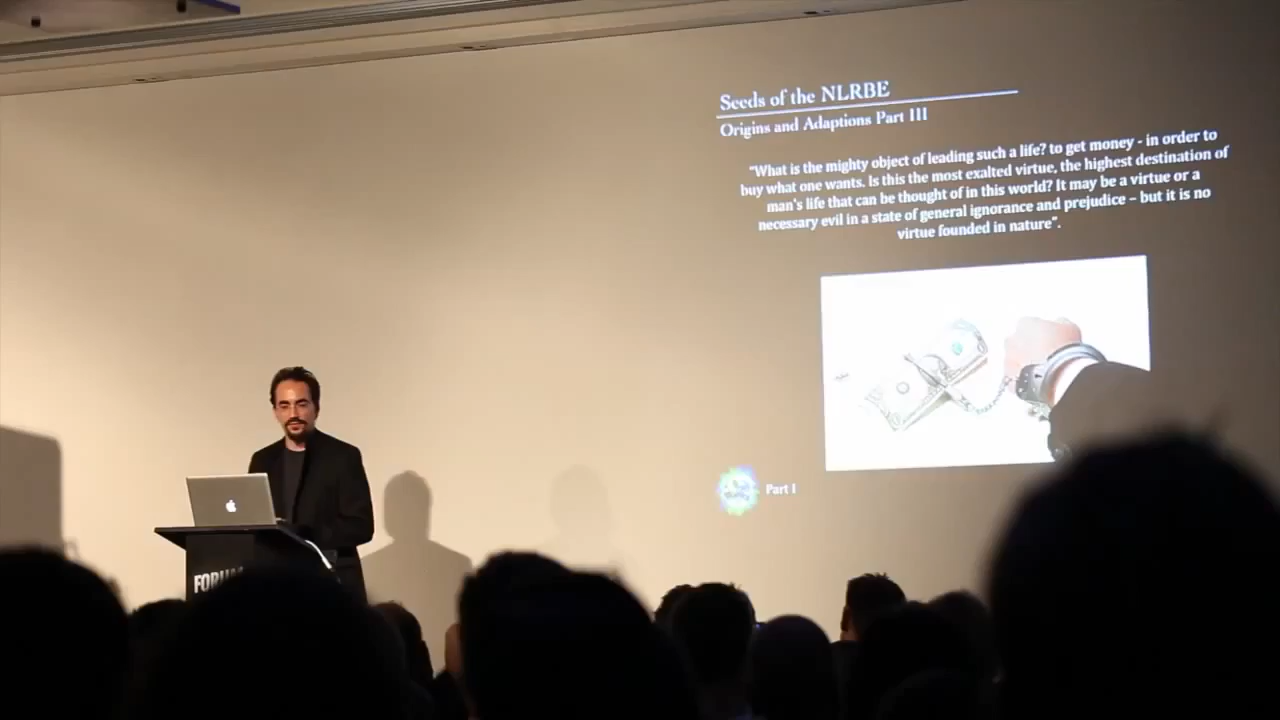 Seeds of the NLRBE
Origins and Adaptions Part III
"What is the mighty object of leading such a life? to get money - in order to
buy what one wants. Is this the most exalted virtue, the highest destination of
man's life that can be thought of in this world? It may be a virtue or a
necessary evil in a state of general ignorance and prejudice – but it is no
virtue founded in nature".
Part I